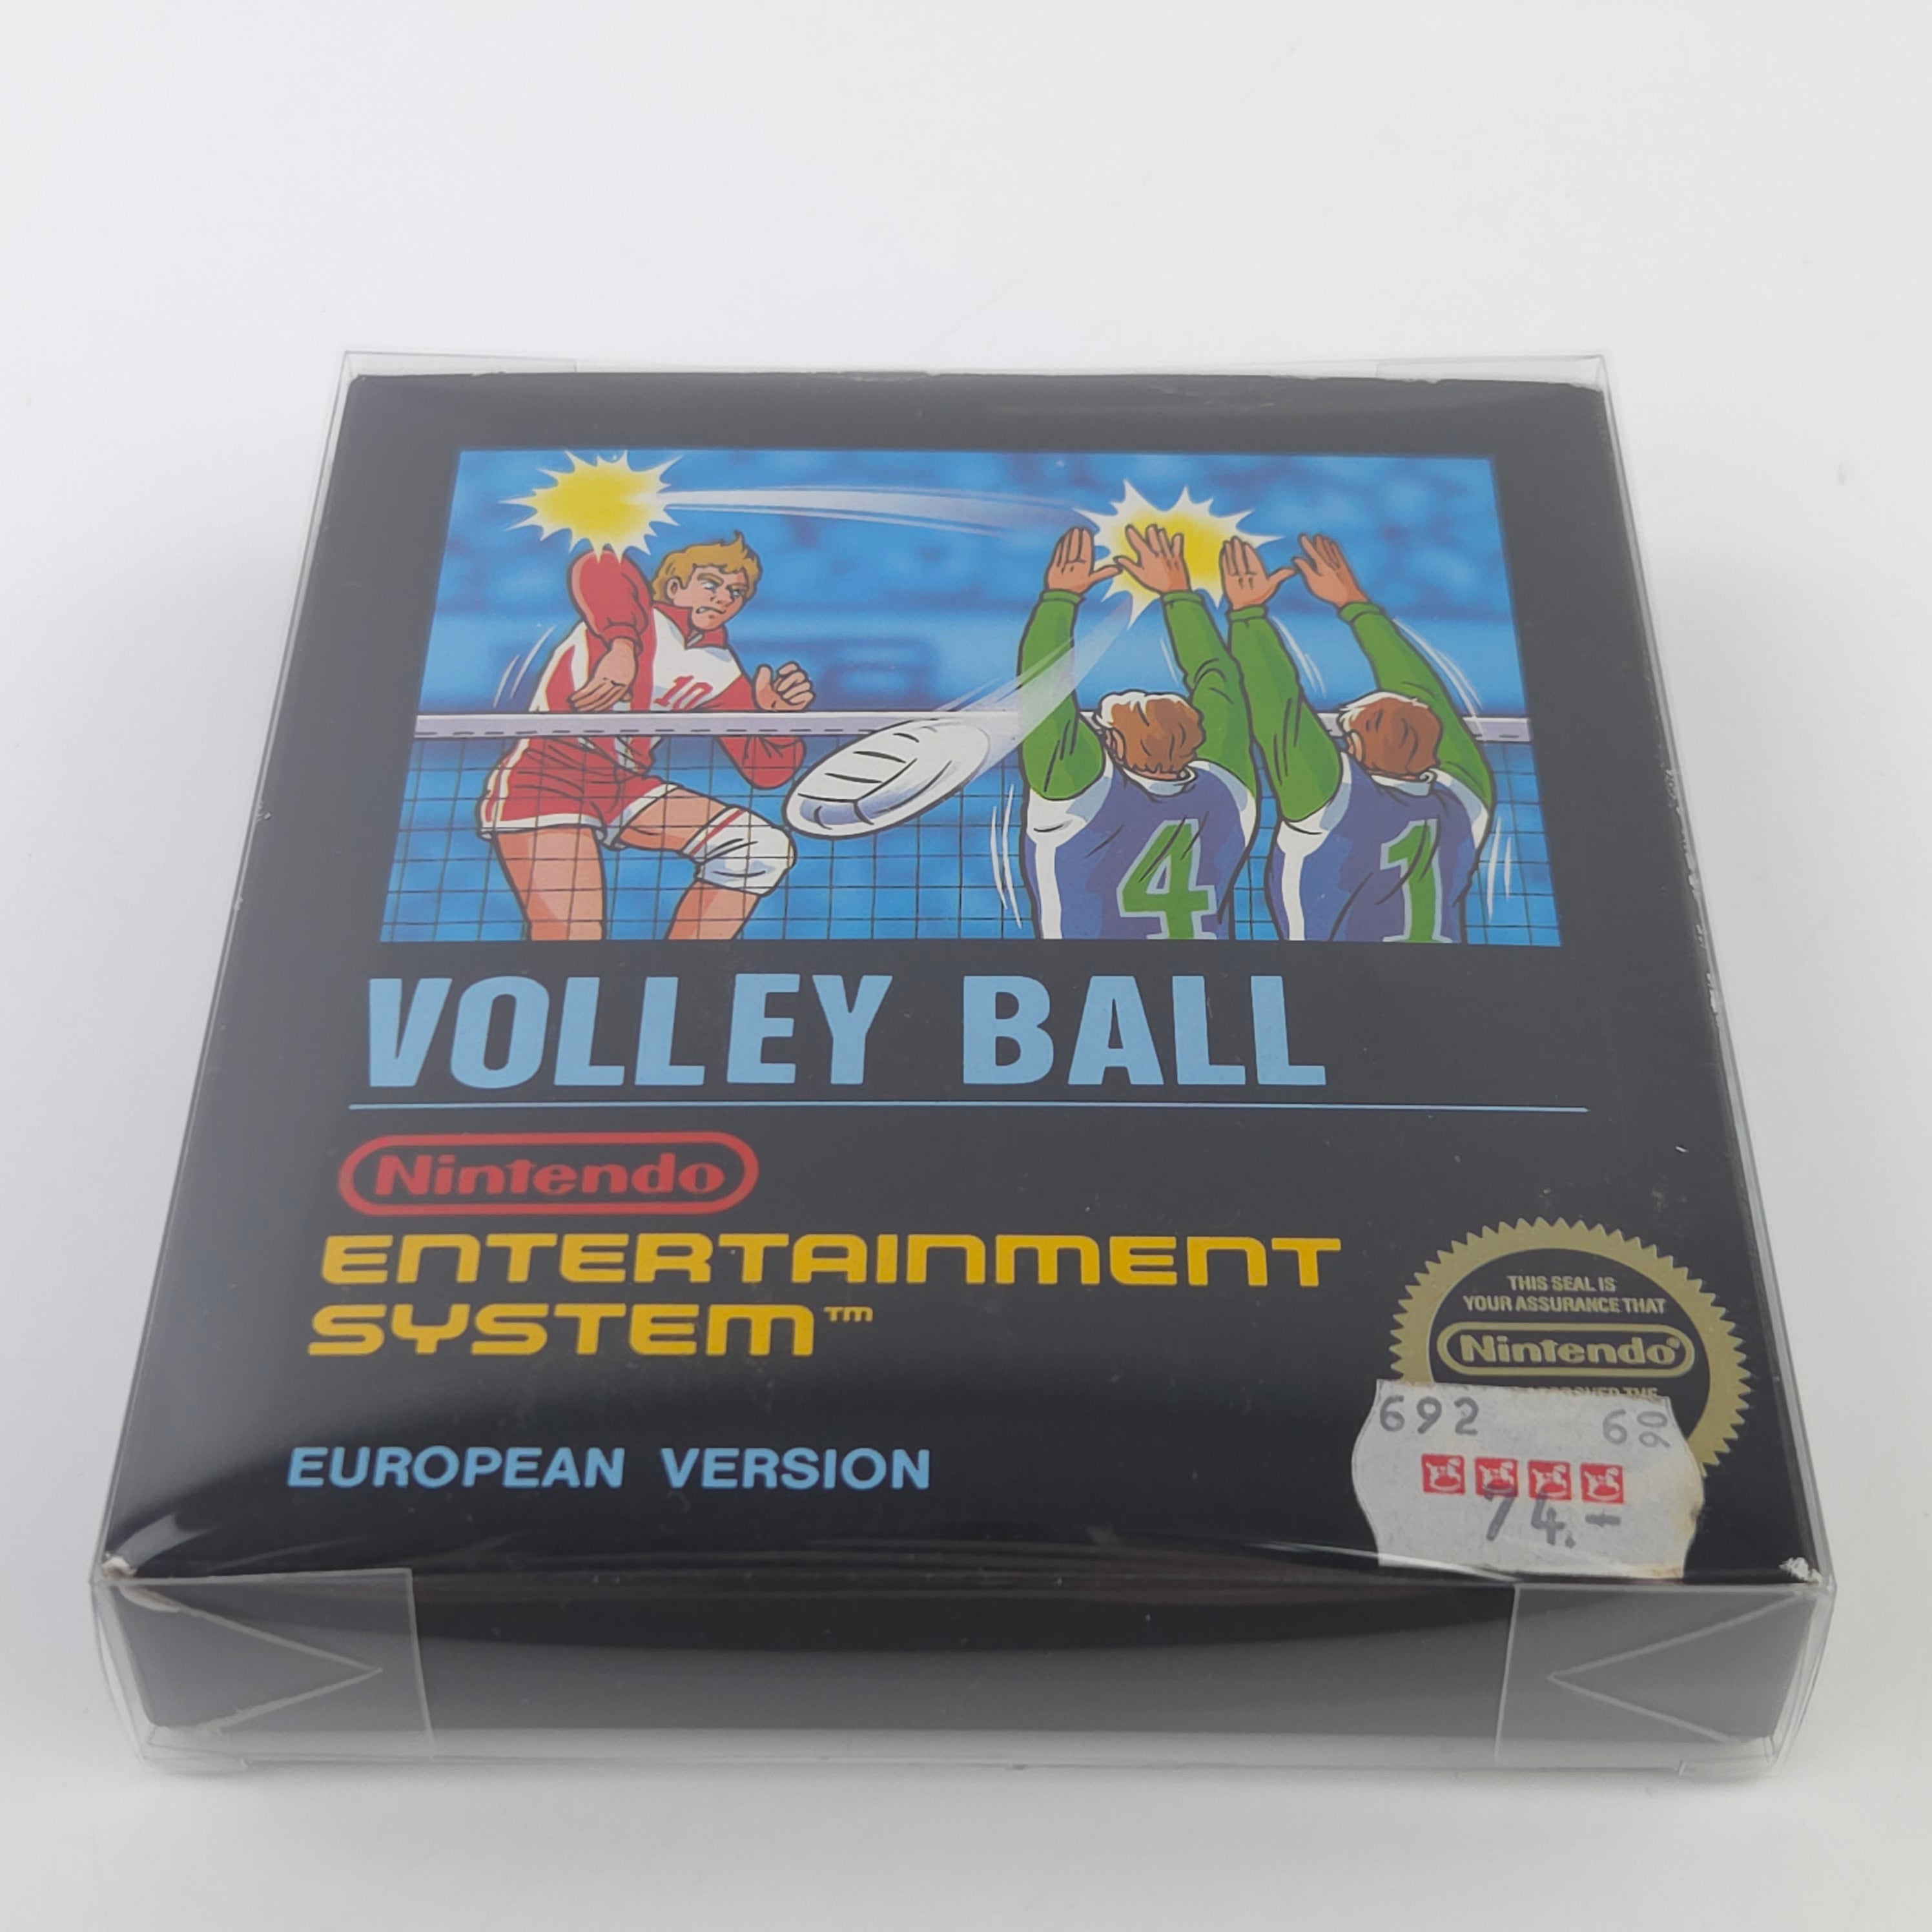 10
4
1
VOLLEY BALL
Nintendo
ENTERTAINMENT
SYSTEM™
EUROPEAN VERSION
THIS SEAL IS
YOUR ASSURANCE THAT
Nintendo®
692
74.-